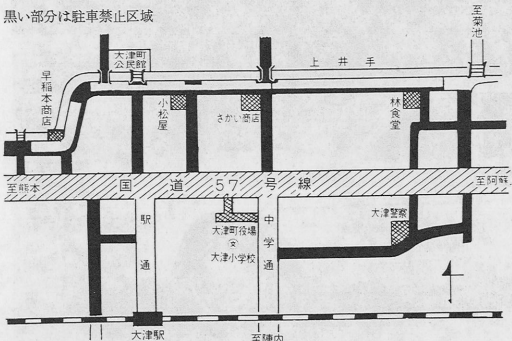 黒い部分は駐車禁止区域
至菊池
大津町
公民館
上井手
早稲本商店
小松屋
さかい商店
林食堂
至熊本
国道57号線
至阿蘇
大津警察
駅通
中学通
大津町役場
文
大津小学校
大津駅
至陣内